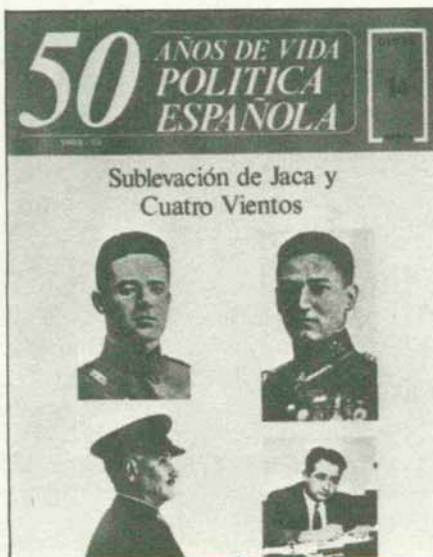 50 AÑOS DE VIDA
POLITICA
ESPAÑOLA
Sublevación de Jaca y
Cuatro Vientos